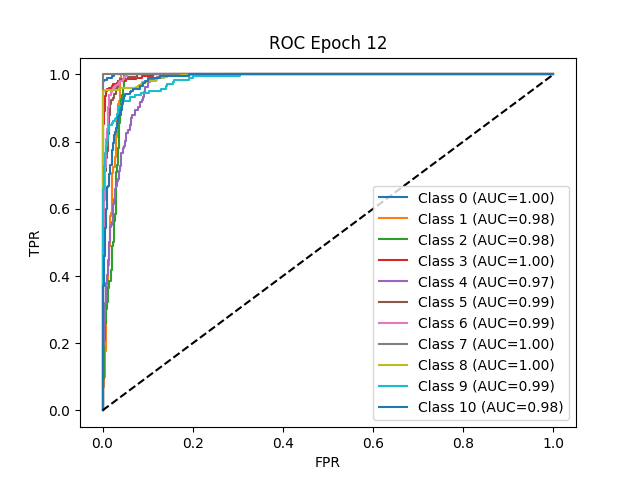 ROC Epoch 12
TPR
1.0
0.8
0.6
0.4
0.2
0.0
Class 0 (AUC=1.00)
Class 1 (AUC=0.98)
Class 2 (AUC=0.98)
Class 3 (AUC=1.00)
Class 4 (AUC=0.97)
Class 5 (AUC=0.99)
Class 6 (AUC=0.99)
Class 7 (AUC=1.00)
Class 8 (AUC=1.00)
Class 9 (AUC=0.99)
Class 10 (AUC=0.98)
0.0 0.2 0.4 0.6 0.8 1.0
FPR